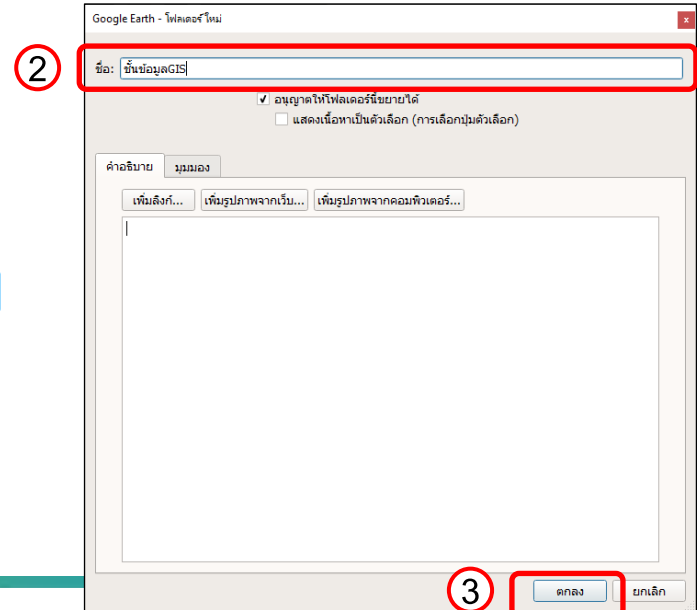 Google Earth - โฟลเดอร์ใหม่
x
② ชื่อ: ชั้นข้อมูลGIS
อนุญาตให้โฟลเดอร์นี้ขยายได้
แสดงเนื้อหาเป็นตัวเลือก (การเลือกปุ่มตัวเลือก)
คำอธิบาย มุมมอง
เพิ่มลิงก์... เพิ่มรูปภาพจากเว็บ... เพิ่มรูปภาพจากคอมพิวเตอร์...
③ ตกลง ยกเลิก